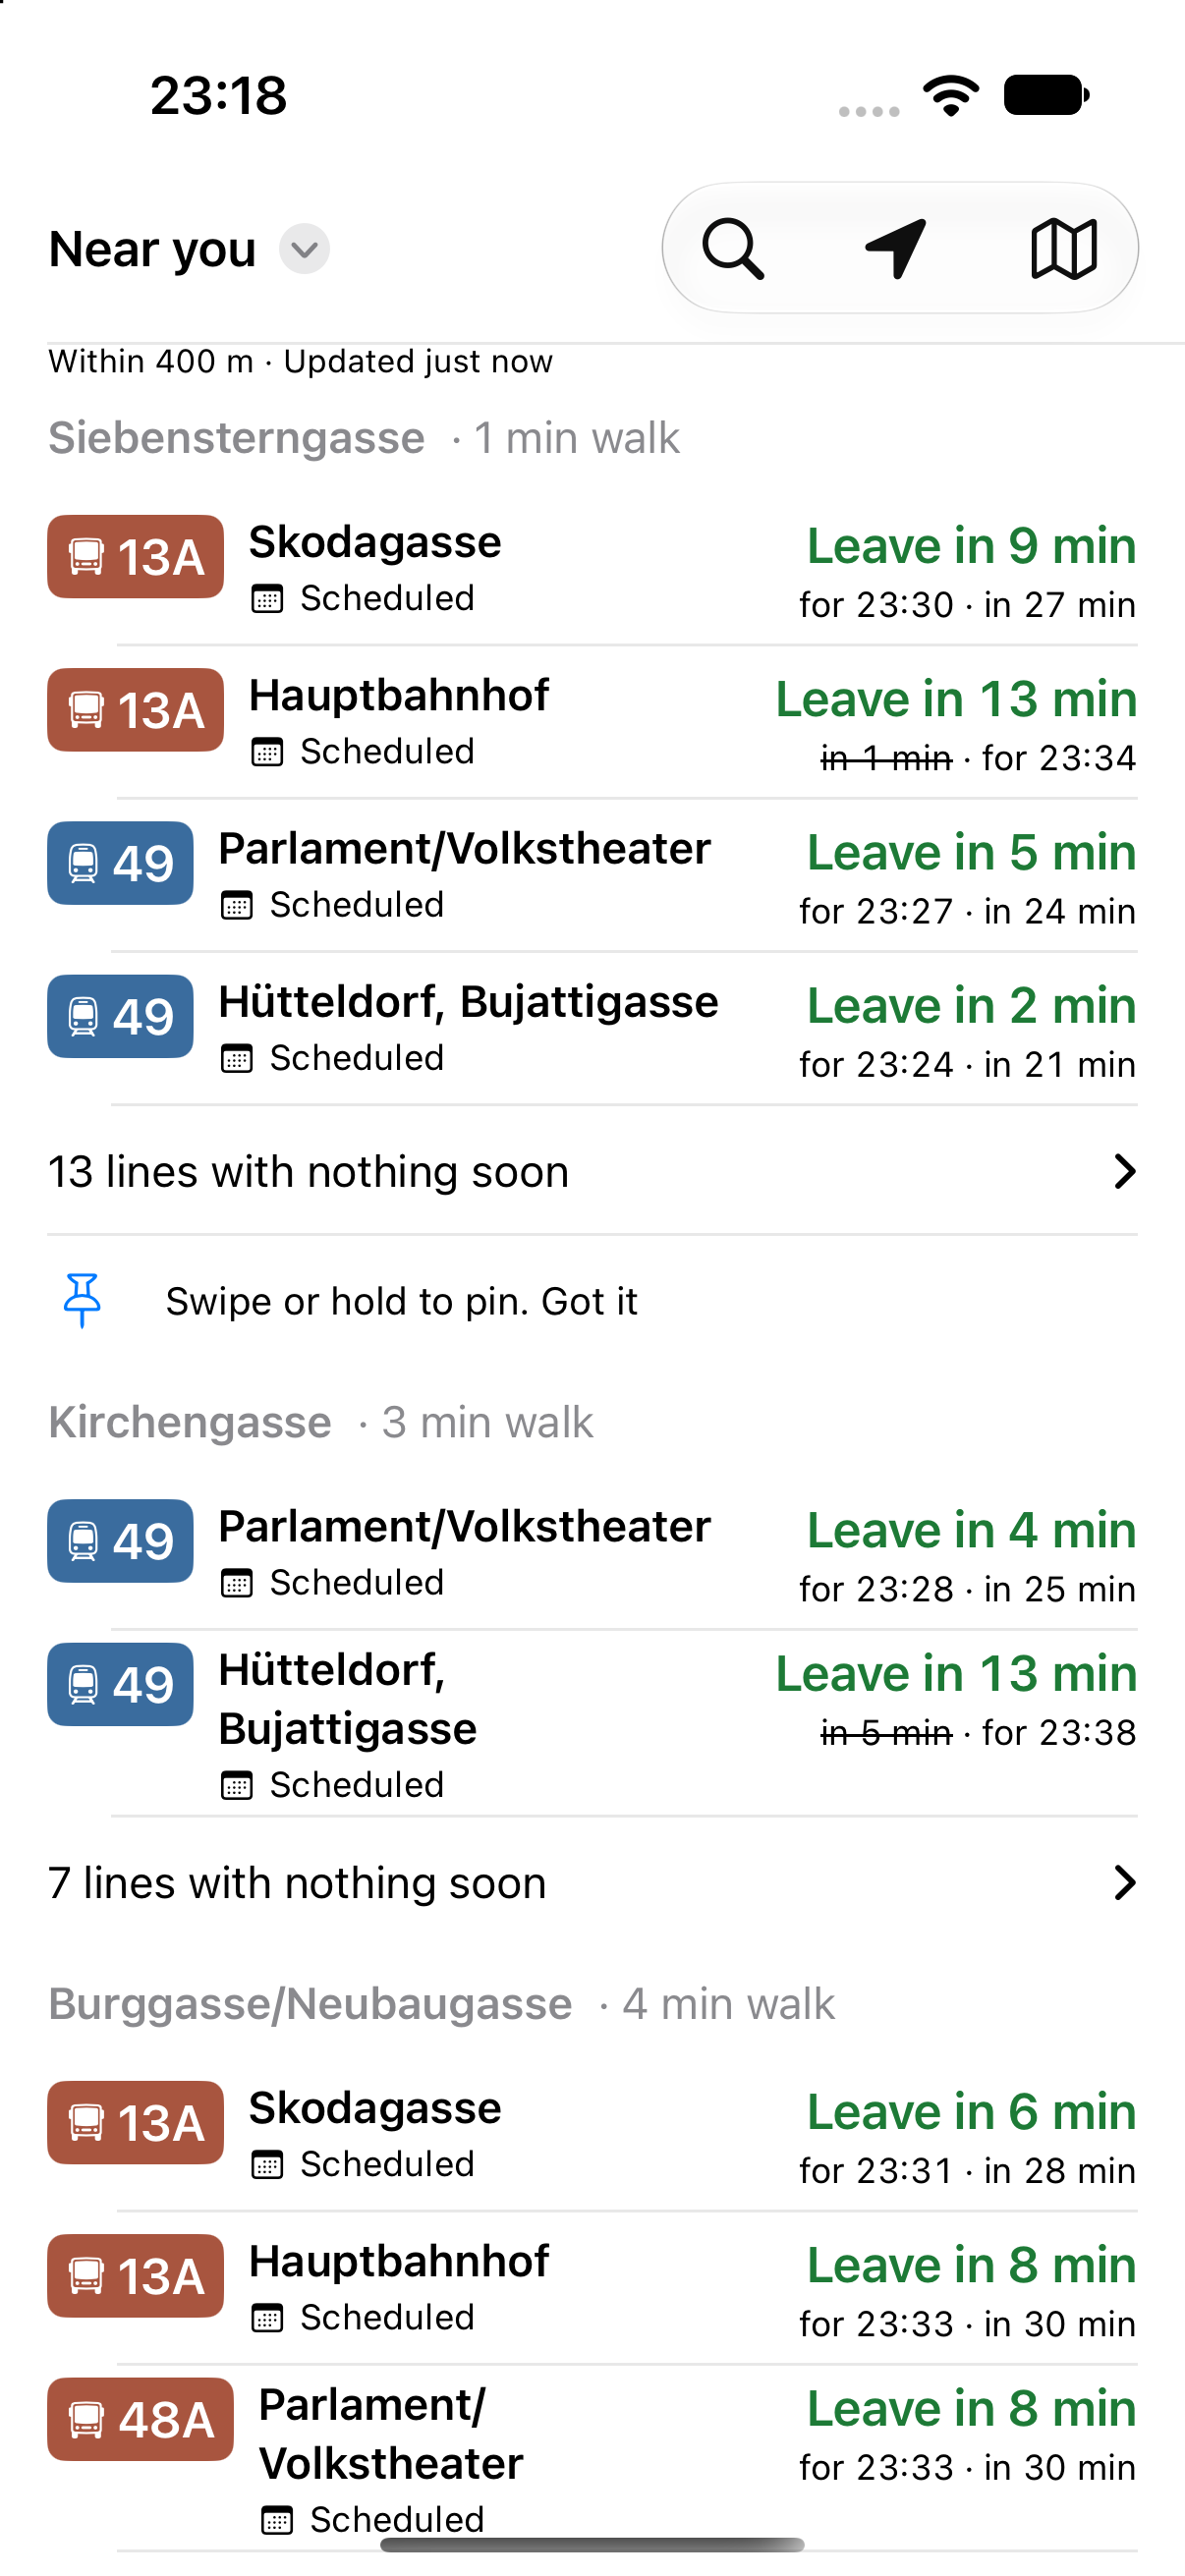 23:18
Near you
Within 400 m · Updated just now
Siebensterngasse · 1 min walk
13A Skodagasse Leave in 9 min
Scheduled for 23:30 · in 27 min
13A Hauptbahnhof Leave in 13 min
Scheduled in 1 min · for 23:34
49 Parlament/Volkstheater Leave in 5 min
Scheduled for 23:27 · in 24 min
49 Hütteldorf, Bujattigasse Leave in 2 min
Scheduled for 23:24 · in 21 min
13 lines with nothing soon
Swipe or hold to pin. Got it
Kirchengasse · 3 min walk
49 Parlament/Volkstheater Leave in 4 min
Scheduled for 23:28 · in 25 min
49 Hütteldorf, Leave in 13 min
Bujattigasse in 5 min · for 23:38
Scheduled
7 lines with nothing soon
Burggasse/Neubaugasse · 4 min walk
13A Skodagasse Leave in 6 min
Scheduled for 23:31 · in 28 min
13A Hauptbahnhof Leave in 8 min
Scheduled for 23:33 · in 30 min
48A Parlament/ Leave in 8 min
Volkstheater for 23:33 · in 30 min
Scheduled